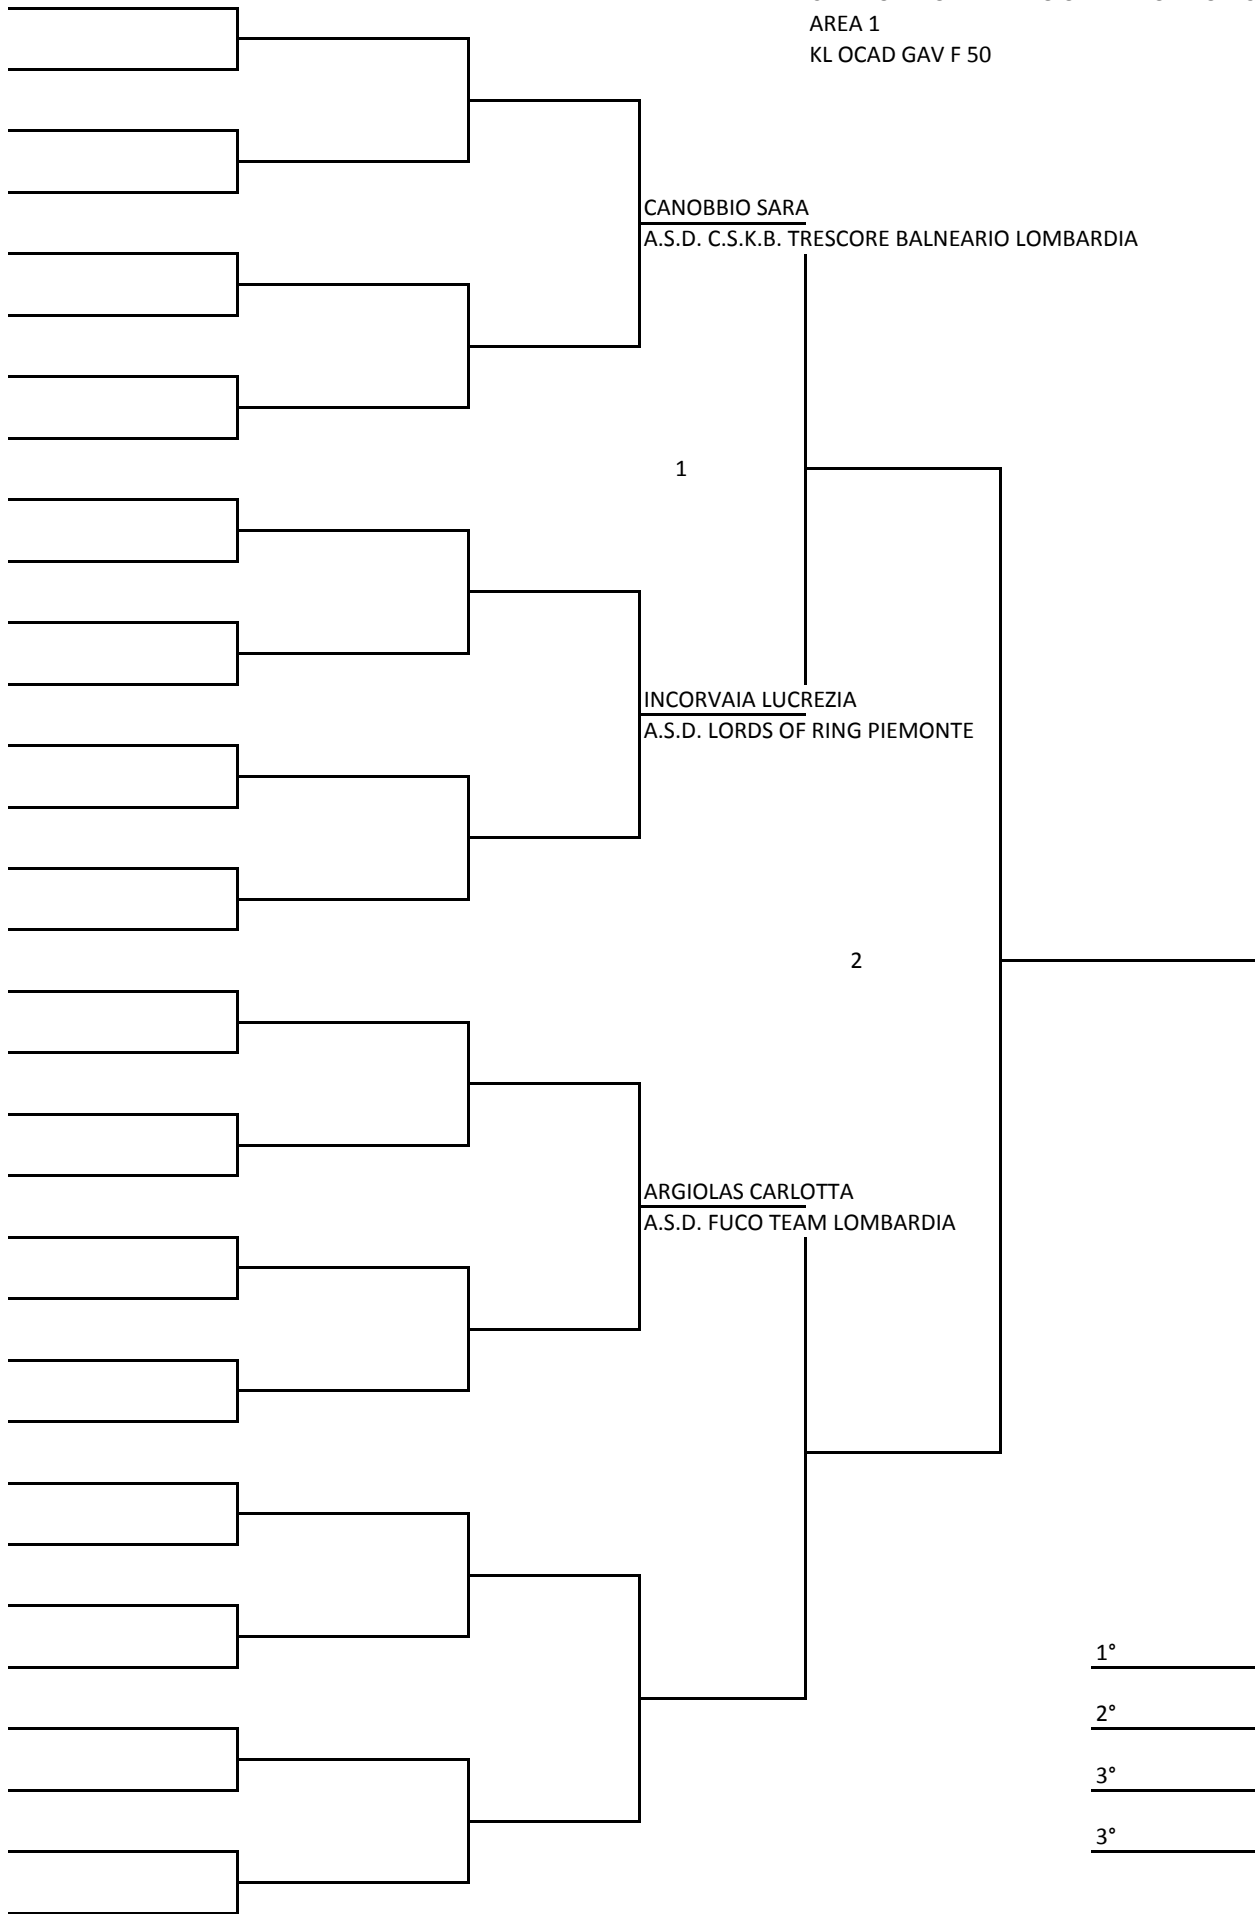 AREA 1
KL OCAD GAV F 50
CANOBBIO SARA
A.S.D. C.S.K.B. TRESCORE BALNEARIO LOMBARDIA
1
INCORVAIA LUCREZIA
A.S.D. LORDS OF RING PIEMONTE
2
ARGIOLAS CARLOTTA
A.S.D. FUCO TEAM LOMBARDIA
1°
2°
3°
3°